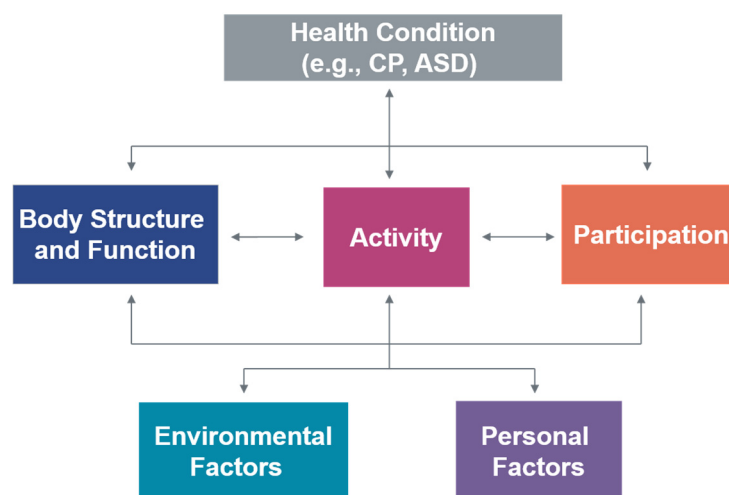 Health Condition
(e.g., CP, ASD)
Body Structure
and Function
Activity
Participation
Environmental
Factors
Personal
Factors